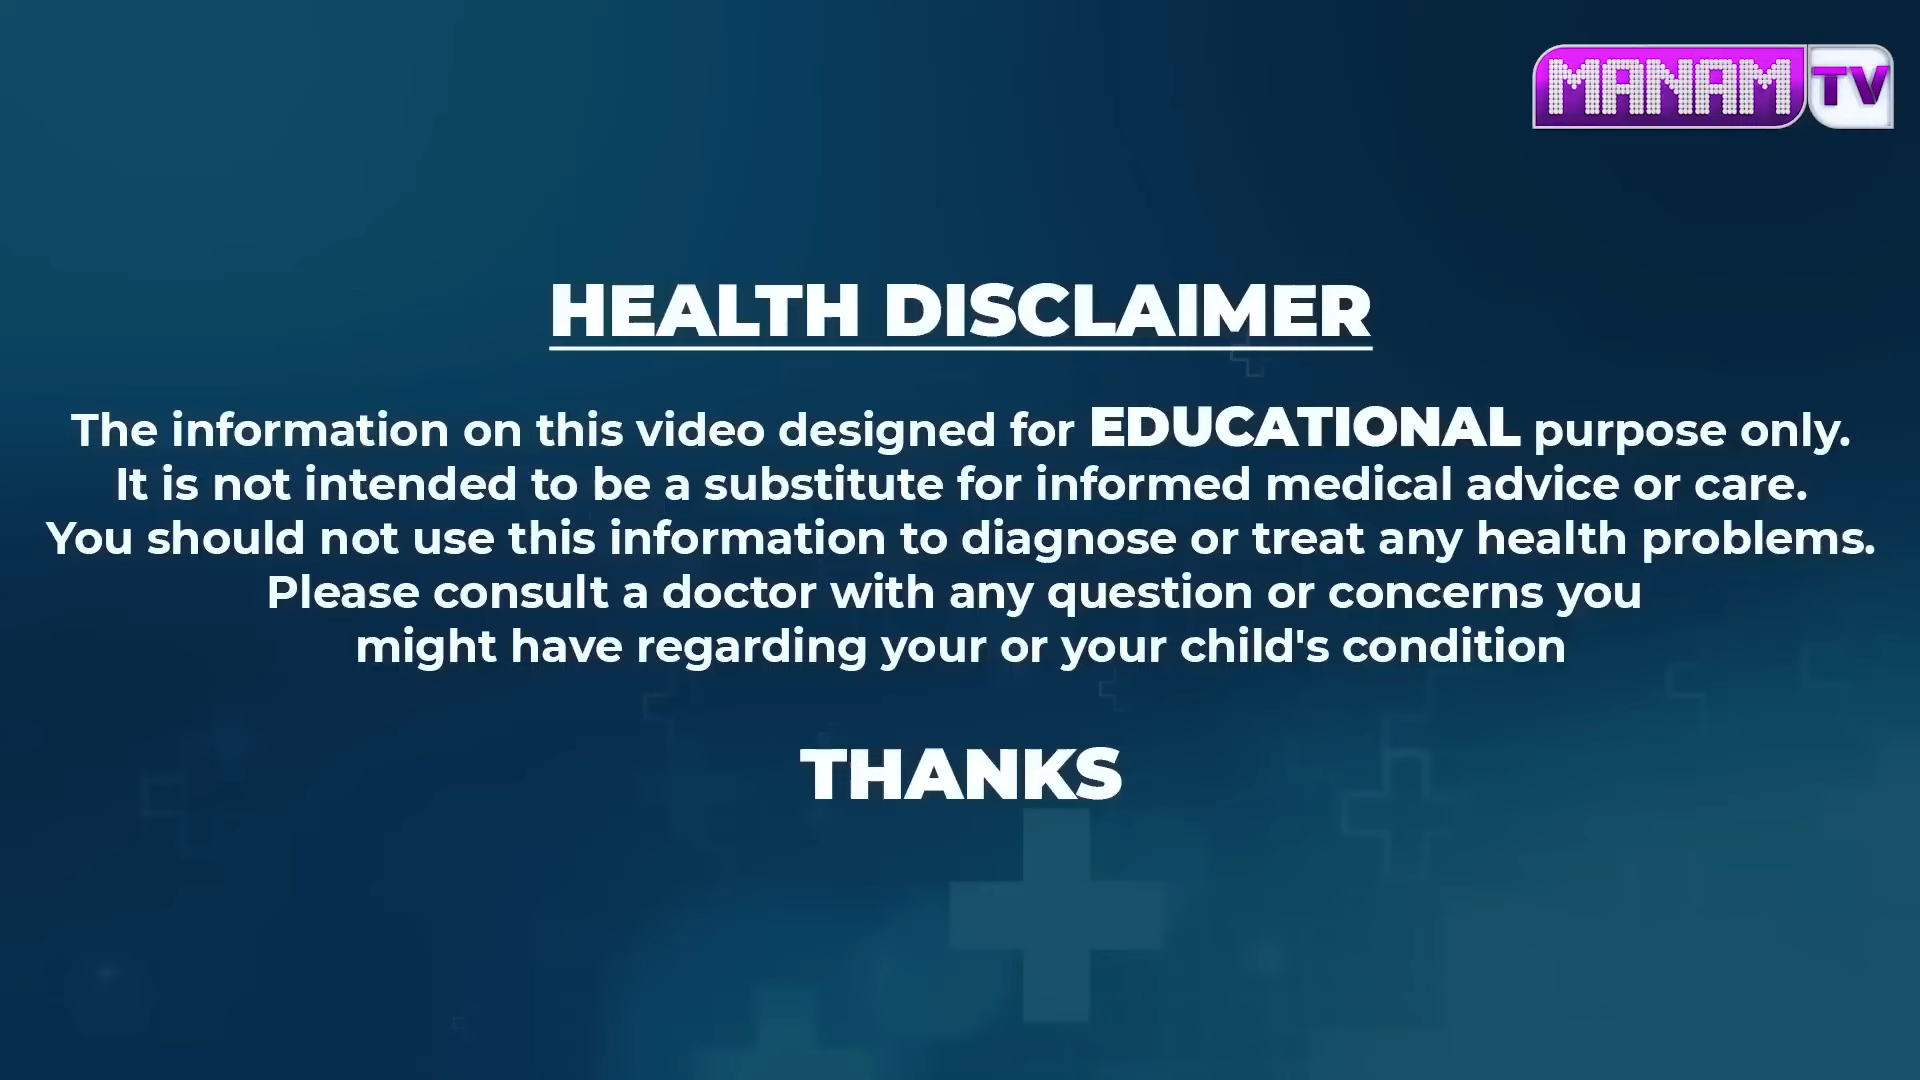 MANAM TV
HEALTH DISCLAIMER
The information on this video designed for EDUCATIONAL purpose only.
It is not intended to be a substitute for informed medical advice or care.
You should not use this information to diagnose or treat any health problems.
Please consult a doctor with any question or concerns you
might have regarding your or your child's condition
THANKS